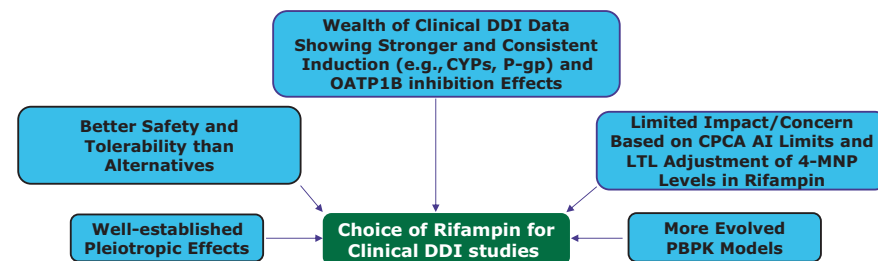 Wealth of Clinical DDI Data
Showing Stronger and Consistent
Induction (e.g., CYPs, P-gp) and
OATP1B inhibition Effects
Better Safety and
Tolerability than
Alternatives
Limited Impact/Concern
Based on CPCA AI Limits and
LTL Adjustment of 4-MNP
Levels in Rifampin
Well-established
Pleiotropic Effects
Choice of Rifampin for
Clinical DDI studies
More Evolved
PBPK Models